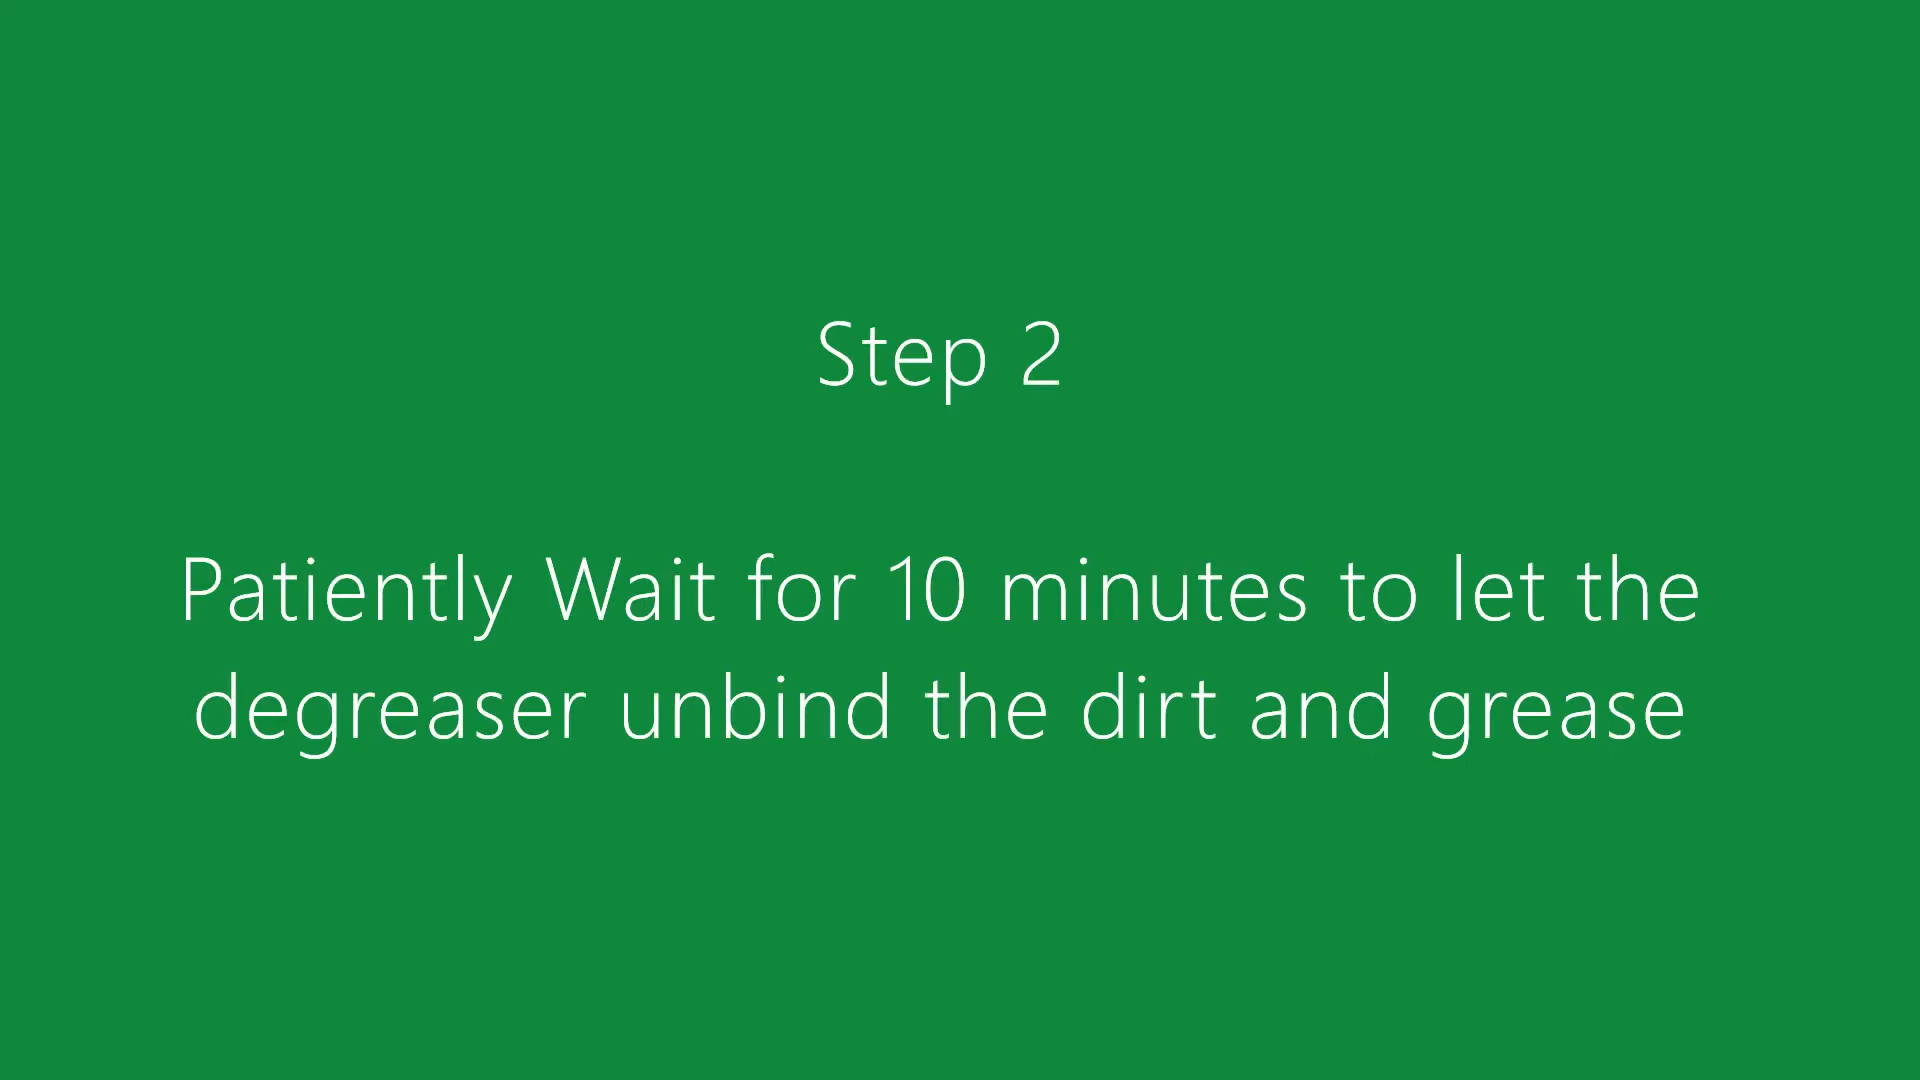 Step 2
Patiently Wait for 10 minutes to let the
degreaser unbind the dirt and grease